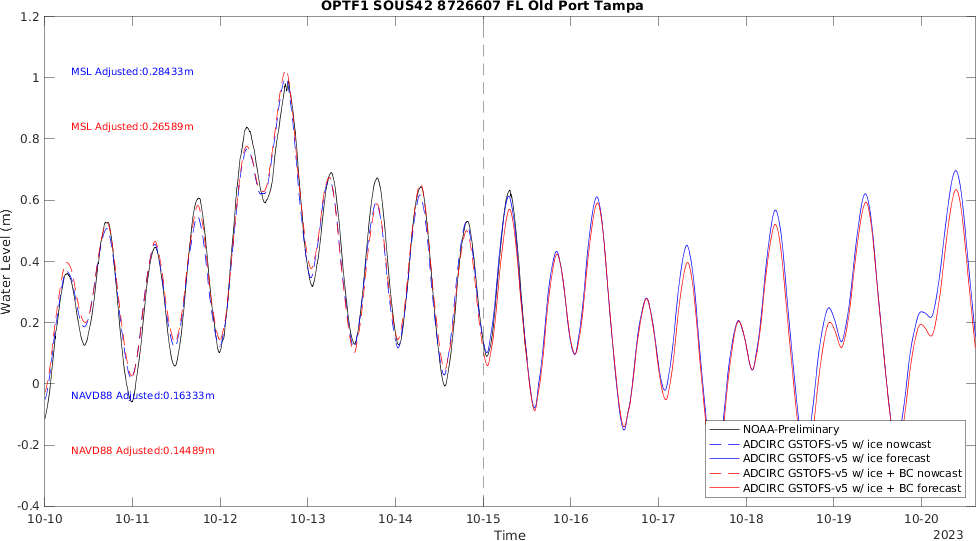 OPTF1 SOUS42 8726607 FL Old Port Tampa
1.2
1
0.8
0.6
0.4
0.2
0
-0.2
-0.4
Water Level (m)
MSL Adjusted:0.28433m
MSL Adjusted:0.26589m
NAVD88 Adjusted:0.16333m
NAVD88 Adjusted:0.14489m
NOAA-Preliminary
ADCIRC GSTOFS-v5 w/ ice nowcast
ADCIRC GSTOFS-v5 w/ ice forecast
ADCIRC GSTOFS-v5 w/ ice + BC nowcast
ADCIRC GSTOFS-v5 w/ ice + BC forecast
10-10 10-11 10-12 10-13 10-14 10-15 10-16 10-17 10-18 10-19 10-20
Time
2023